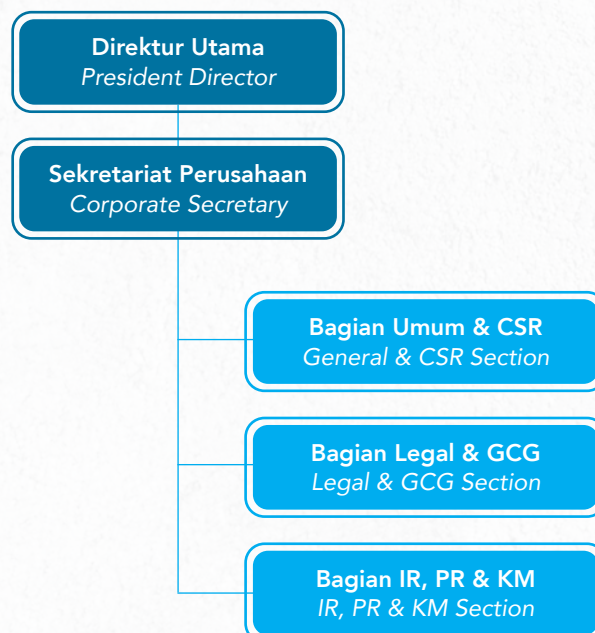 Direktur Utama
President Director
Sekretariat Perusahaan
Corporate Secretary
Bagian Umum & CSR
General & CSR Section
Bagian Legal & GCG
Legal & GCG Section
Bagian IR, PR & KM
IR, PR & KM Section